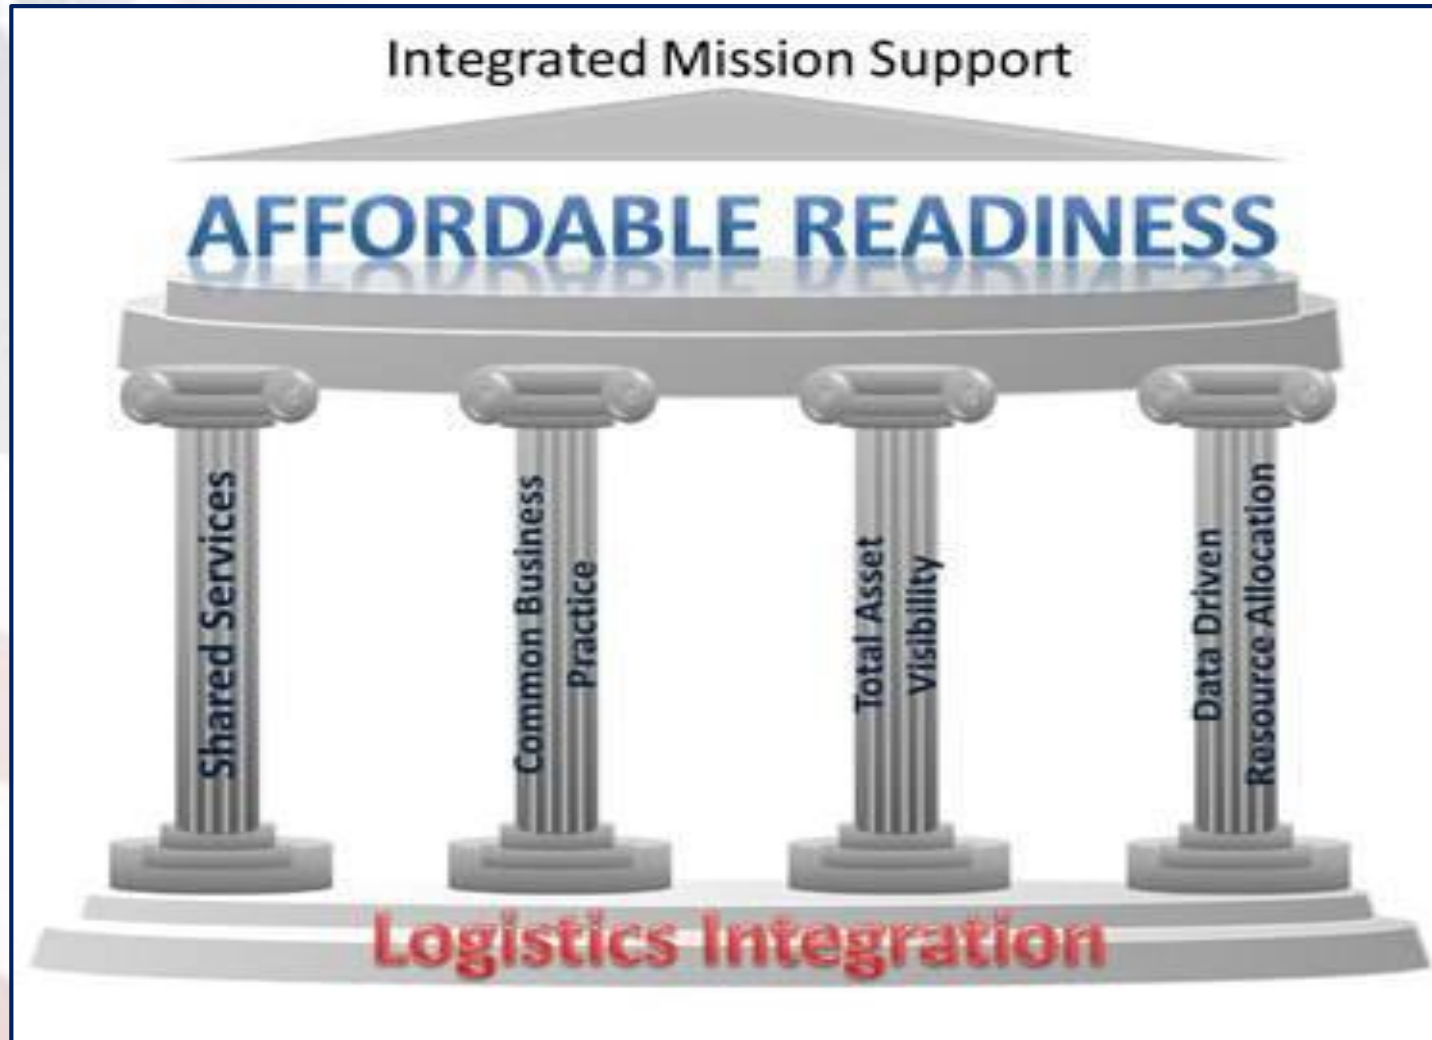 Integrated Mission Support
AFFORDABLE READINESS
Shared Services
Common Business
Practice
Total Asset
Visibility
Data Driven
Resource Allocation
Logistics Integration